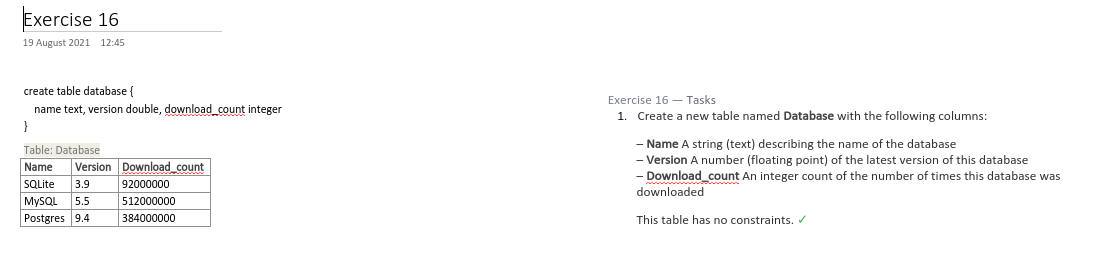 Exercise 16
19 August 2021 12:45
create table database {
name text, version double, download_count integer
}
Table: Database
Name Version Download_count
SQLite 3.9 92000000
MySQL 5.5 512000000
Postgres 9.4 384000000
Exercise 16 — Tasks
1. Create a new table named Database with the following columns:
– Name A string (text) describing the name of the database
– Version A number (floating point) of the latest version of this database
– Download_count An integer count of the number of times this database was
downloaded
This table has no constraints. ✓